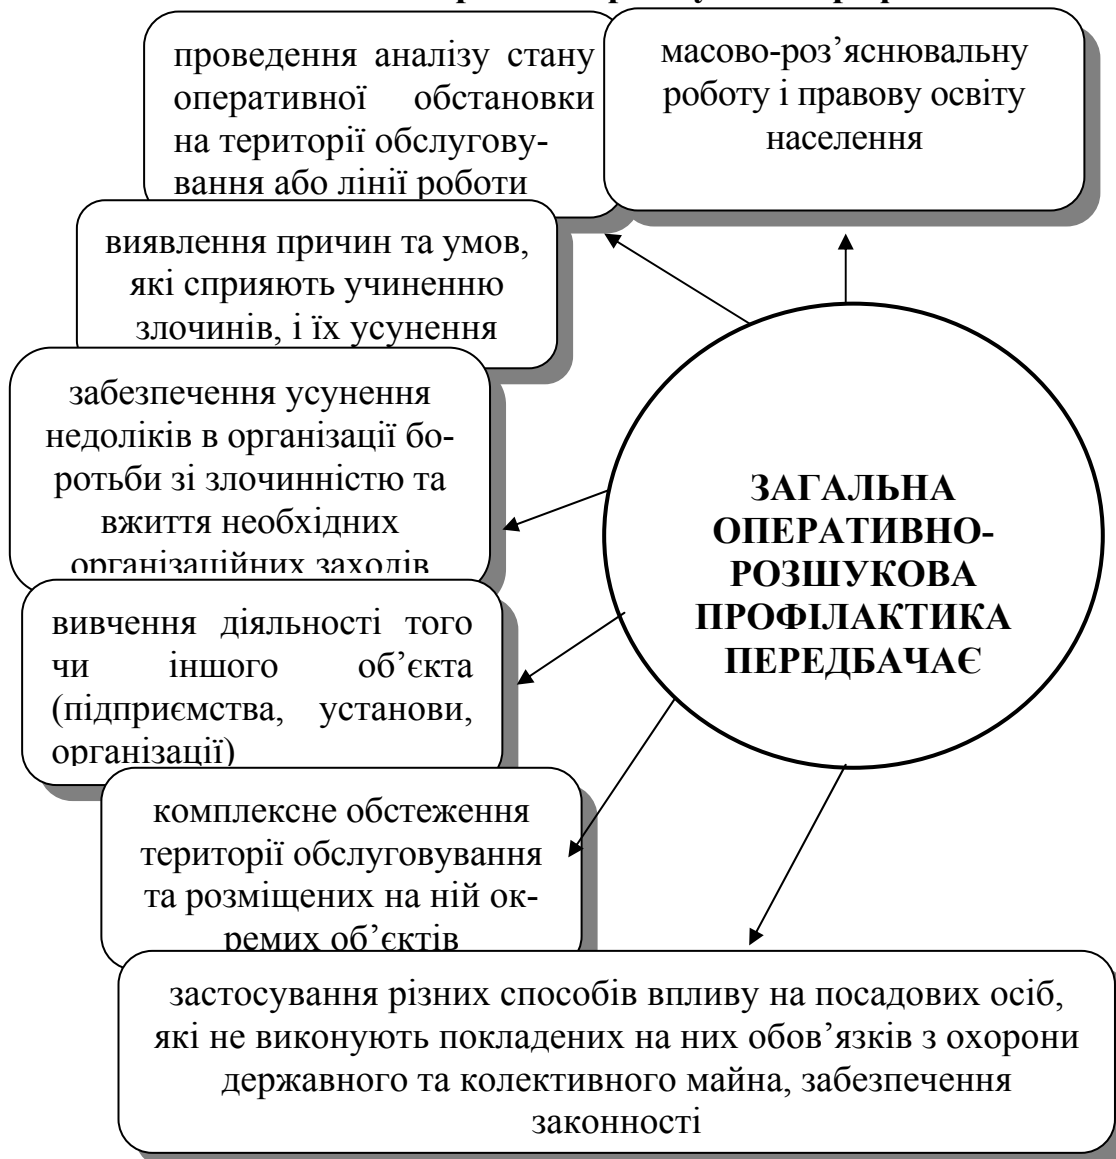 проведення аналізу стану
оперативної обстановки
на території обслугову-
вання або лінії роботи
масово-роз’яснювальну
роботу і правову освіту
населення
виявлення причин та умов,
які сприяють учиненню
злочинів, і їх усунення
забезпечення усунення
недоліків в організації бо-
ротьби зі злочинністю та
вжиття необхідних
організаційних заходів
вивчення діяльності того
чи іншого об’єкта
(підприємства, установи,
організації)
комплексне обстеження
території обслуговування
та розміщених на ній ок-
ремих об’єктів
застосування різних способів впливу на посадових осіб,
які не виконують покладених на них обов’язків з охорони
державного та колективного майна, забезпечення
законності
ЗАГАЛЬНА
ОПЕРАТИВНО-
РОЗШУКОВА
ПРОФІЛАКТИКА
ПЕРЕДБАЧАЄ